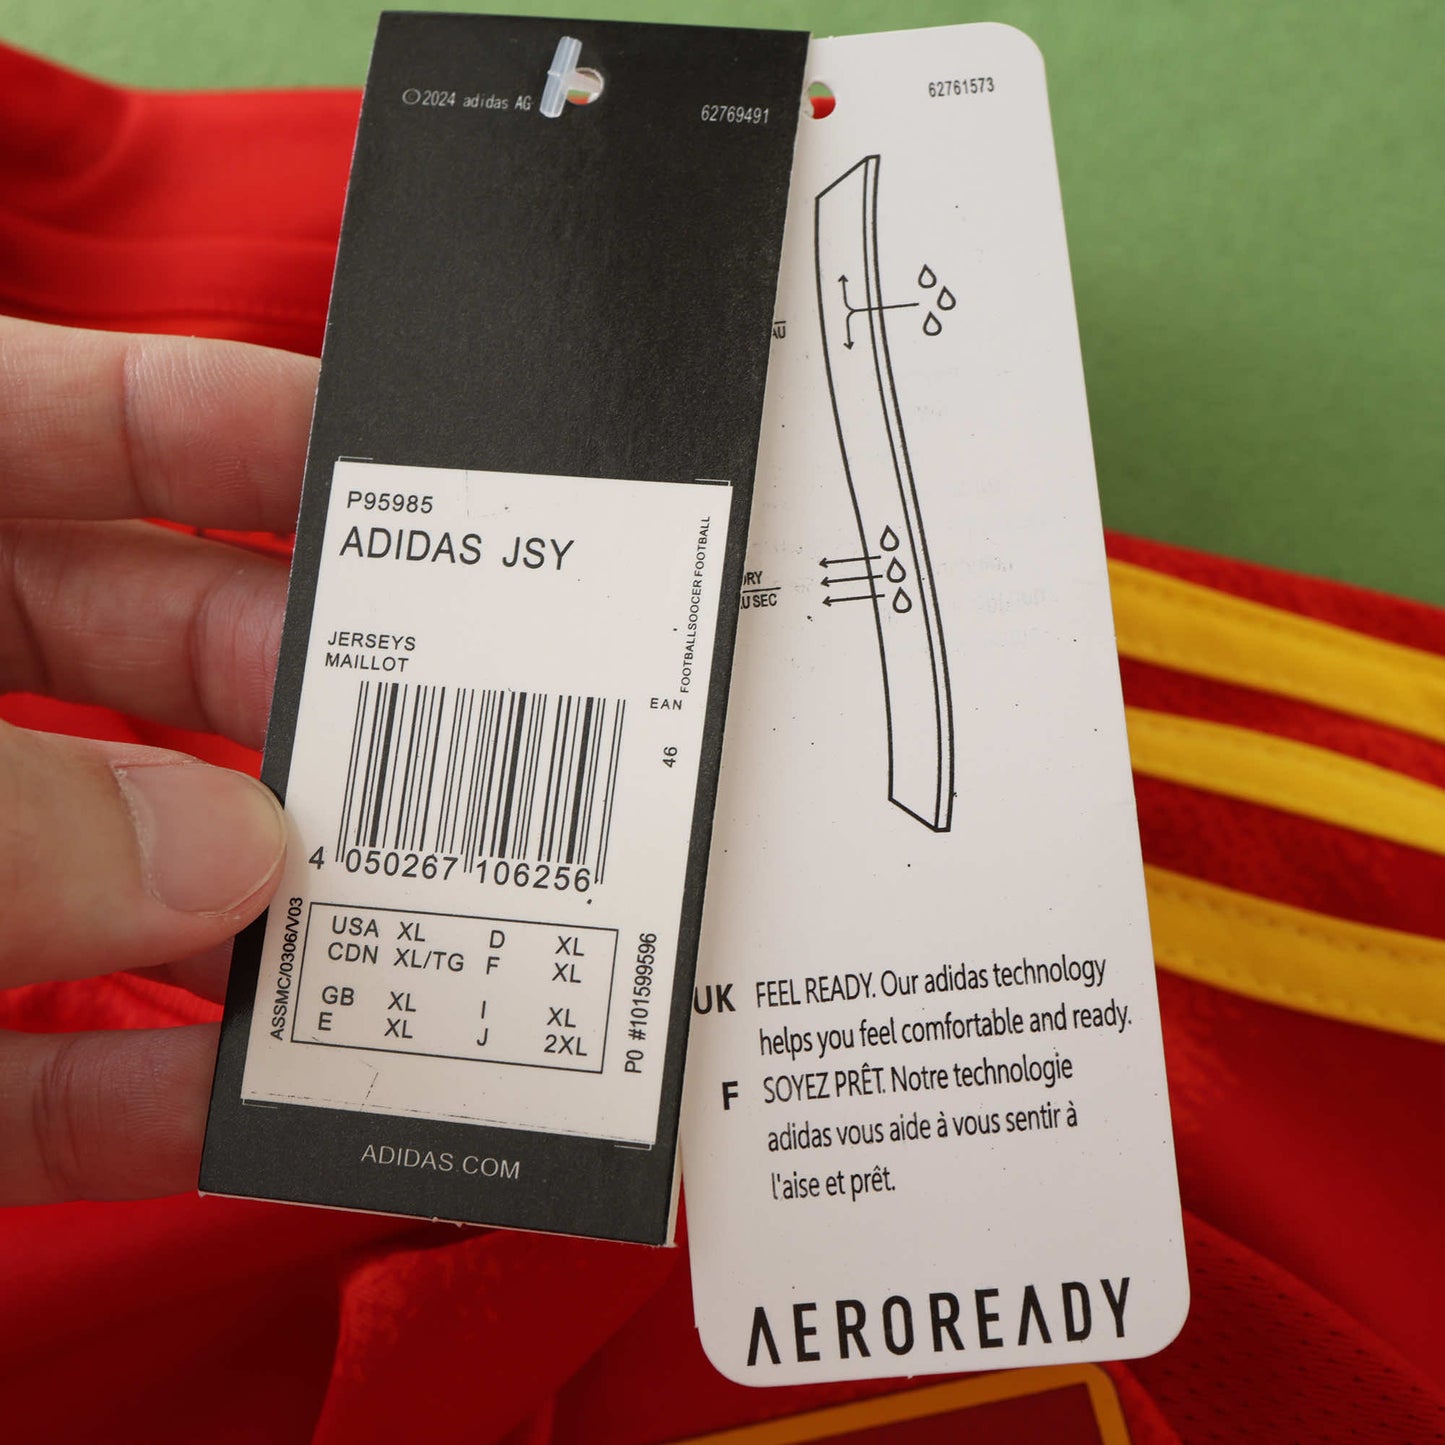 ©2024 adidas AG
62769491
P95985
ADIDAS JSY
FOOTBALLSOCCER FOOTBALL
JERSEYS
MAILLOT
EAN
46
4 050267 106256
ASSMC/0306/V03
USA XL D XL
CDN XL/TG F XL
GB XL I XL
E XL J 2XL
PO #101599596
ADIDAS.COM
62761573
AU
RY
U SEC
UK FEEL READY. Our adidas technology
helps you feel comfortable and ready.
F SOYEZ PRÊT. Notre technologie
adidas vous aide à vous sentir à
l'aise et prêt.
AEROREADY